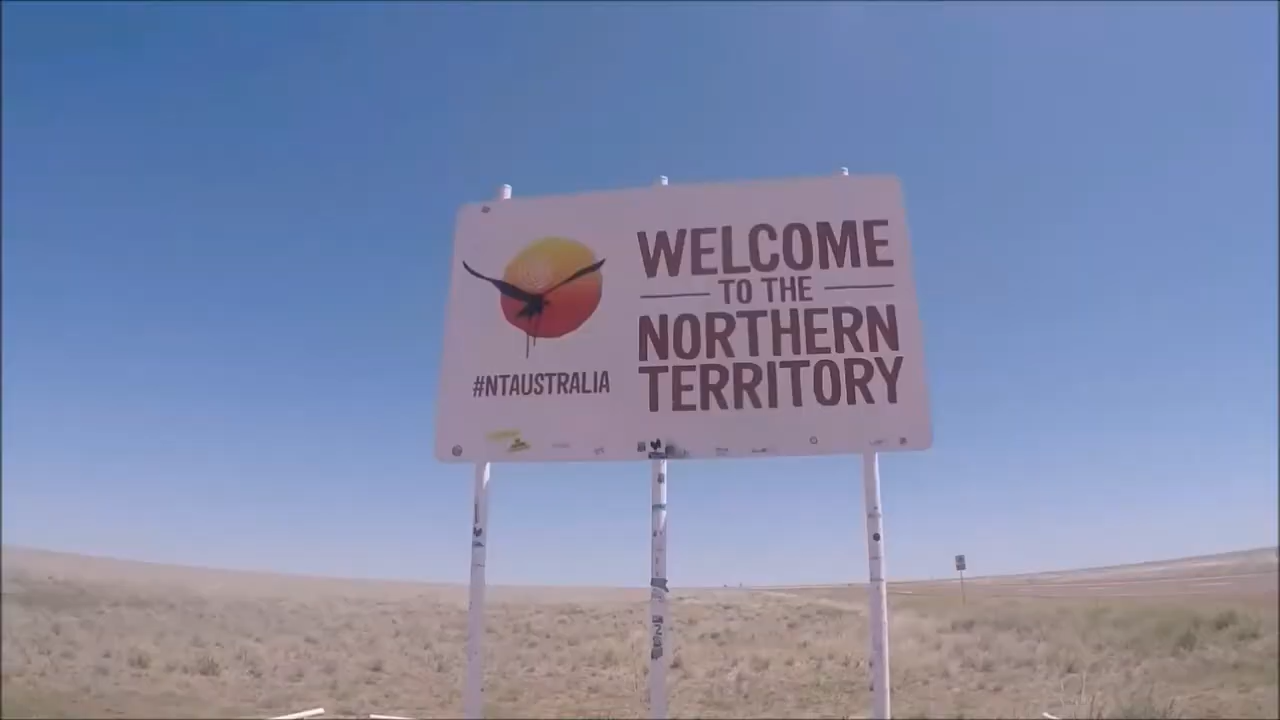 WELCOME
TO THE
NORTHERN
TERRITORY
#NTAUSTRALIA